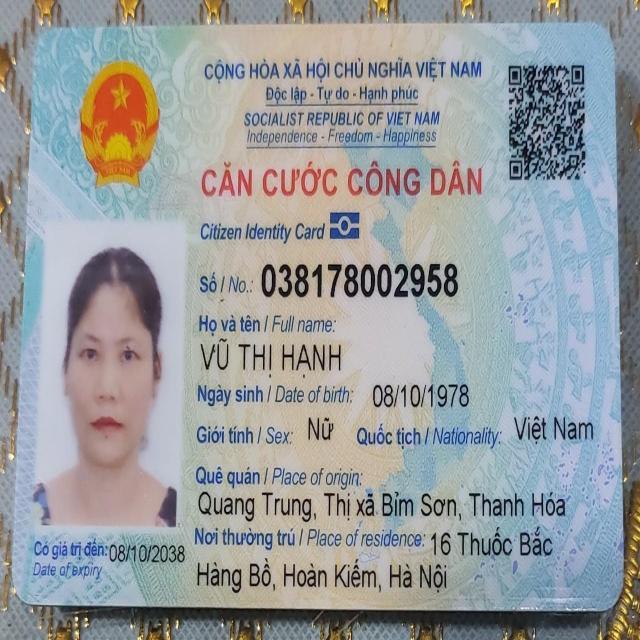 CỘNG HÒA XÃ HỘI CHỦ NGHĨA VIỆT NAM
Độc lập - Tự do - Hạnh phúc
SOCIALIST REPUBLIC OF VIET NAM
Independence - Freedom - Happiness
CĂN CƯỚC CÔNG DÂN
Citizen Identity Card
Số / No.: 038178002958
Họ và tên / Full name:
VŨ THỊ HẠNH
Ngày sinh / Date of birth: 08/10/1978
Giới tính / Sex: Nữ Quốc tịch / Nationality: Việt Nam
Quê quán / Place of origin:
Quang Trung, Thị xã Bỉm Sơn, Thanh Hóa
Nơi thường trú / Place of residence: 16 Thuốc Bắc
Hàng Bồ, Hoàn Kiếm, Hà Nội
Có giá trị đến: 08/10/2038
Date of expiry